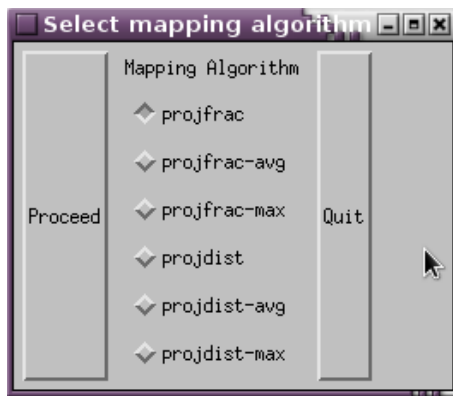 Select mapping algorithm
Mapping Algorithm
projfrac
projfrac-avg
projfrac-max
Proceed
Quit
projdist
projdist-avg
projdist-max